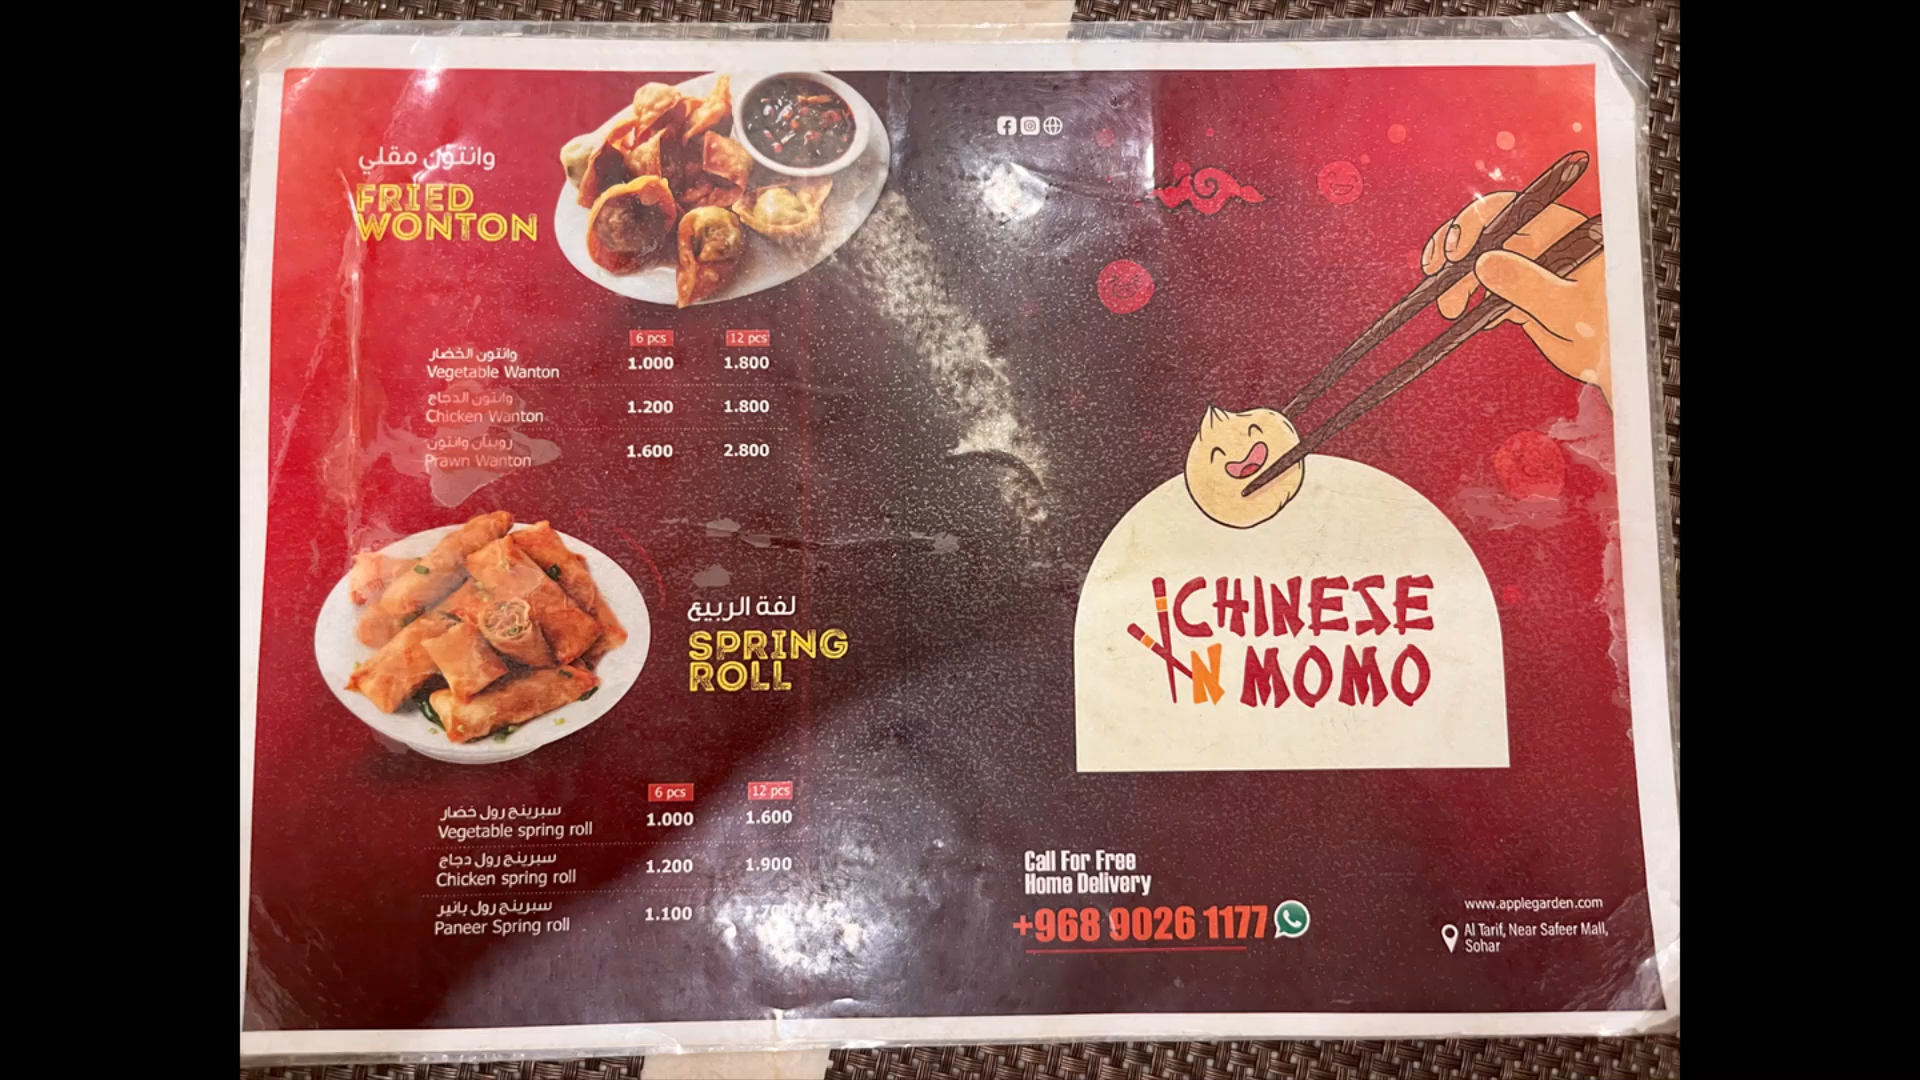 وانتون مقلي
FRIED
WONTON
6 pcs 12 pcs
وانتون الخضار
Vegetable Wanton 1.000 1.800
وانتون الدجاج
Chicken Wanton 1.200 1.800
روبيان وانتون
Prawn Wanton 1.600 2.800
لفة الربيع
SPRING
ROLL
6 pcs 12 pcs
سبرينج رول خضار
Vegetable spring roll 1.000 1.600
سبرينج رول دجاج
Chicken spring roll 1.200 1.900
سبرينج رول بانير
Paneer Spring roll 1.100 1.700
CHINESE
N MOMO
Call For Free
Home Delivery
+968 9026 1177
www.applegarden.com
Al Tarif, Near Safeer Mall,
Sohar